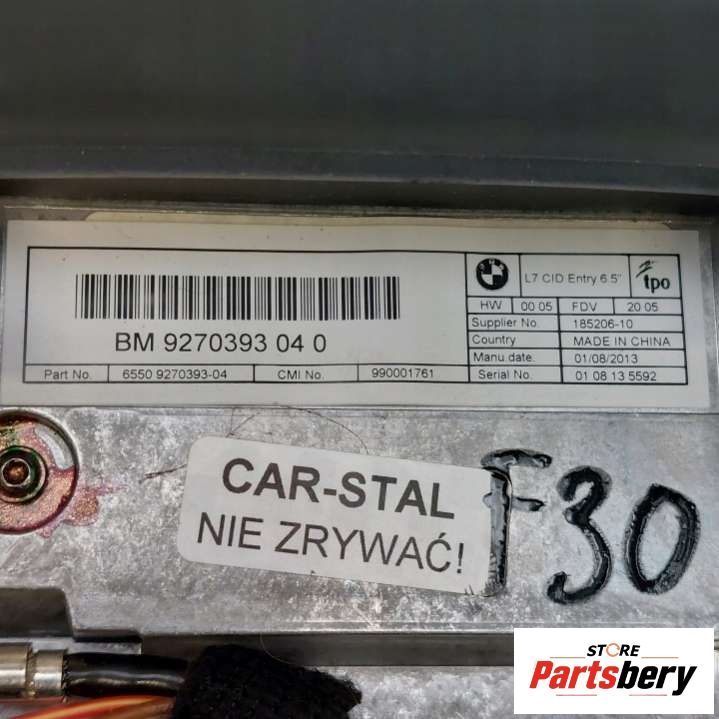 BMW
L7 CID Entry 6.5"
tpo
HW 00 05 FDV 20 05
BM 9270393 04 0
Supplier No. 185206-10
Country MADE IN CHINA
Manu.date. 01/08/2013
Part No. 6550 9270393-04 CMI No. 990001761 Serial No. 01 08 13 5592
CAR-STAL
NIE ZRYWAĆ!
F30
STORE
Partsbery